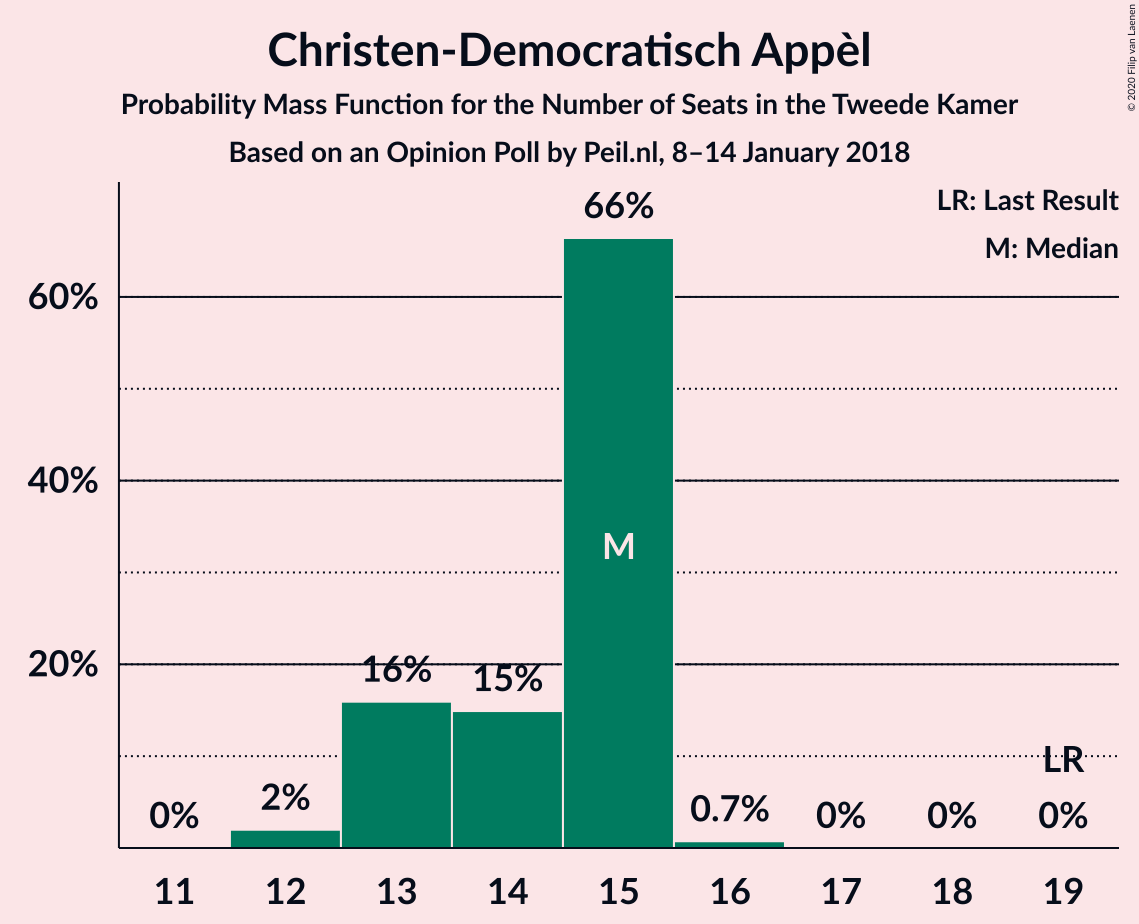 Christen-Democratisch Appèl
Probability Mass Function for the Number of Seats in the Tweede Kamer
Based on an Opinion Poll by Peil.nl, 8–14 January 2018
© 2020 Filip van Laenen
LR: Last Result
M: Median
66%
60%
40%
M
20%
16%
15%
LR
0%
2%
0.7%
0%
0%
0%
11 12 13 14 15 16 17 18 19